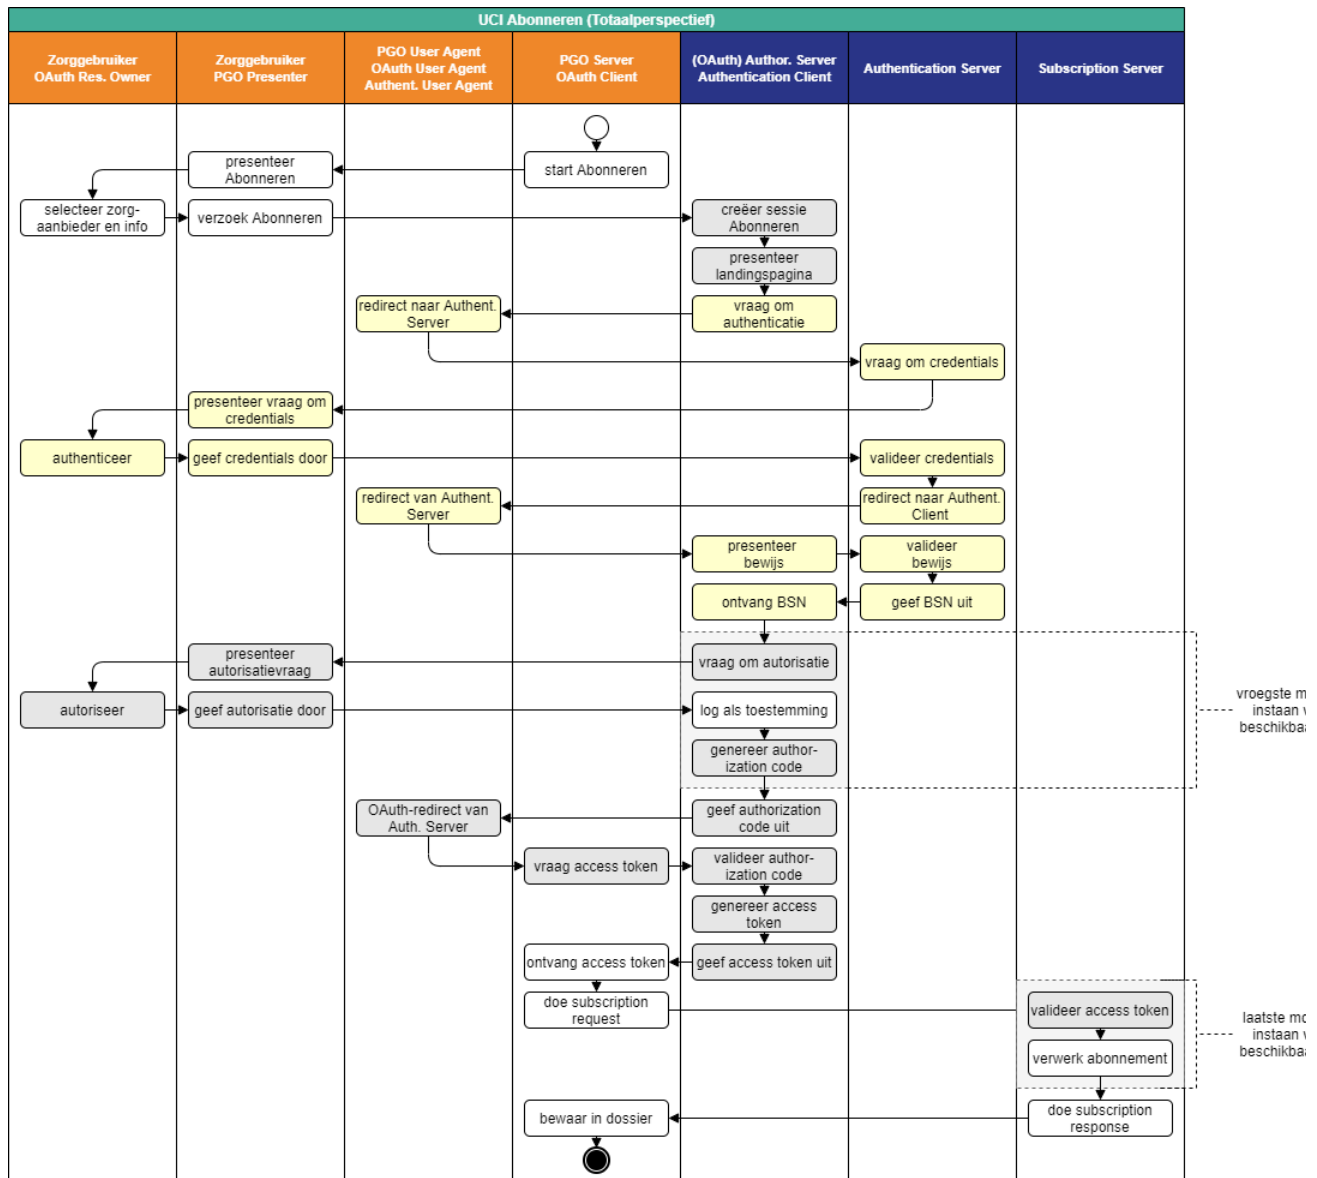 UCI Abonneren (Totaalperspectief)
Zorggebruiker
OAuth Res. Owner
Zorggebruiker
PGO Presenter
PGO User Agent
OAuth User Agent
Authent. User Agent
PGO Server
OAuth Client
(OAuth) Author. Server
Authentication Client
Authentication Server
Subscription Server
presenteer
Abonneren
start Abonneren
selecteer zorg-
aanbieder en info
verzoek Abonneren
creëer sessie
Abonneren
presenteer
landingspagina
redirect naar Authent.
Server
vraag om
authenticatie
vraag om credentials
presenteer vraag om
credentials
authenticeer
geef credentials door
valideer credentials
redirect van Authent.
Server
redirect naar Authent.
Client
presenteer
bewijs
valideer
bewijs
ontvang BSN
geef BSN uit
presenteer
autorisatievraag
vraag om autorisatie
autoriseer
geef autorisatie door
log als toestemming
vroegste m
instaan v
beschikba
genereer author-
ization code
OAuth-redirect van
Auth. Server
geef authorization
code uit
vraag access token
valideer author-
ization code
genereer access
token
ontvang access token
geef access token uit
doe subscription
request
valideer access token
laatste mo
instaan v
beschikba
verwerk abonnement
bewaar in dossier
doe subscription
response